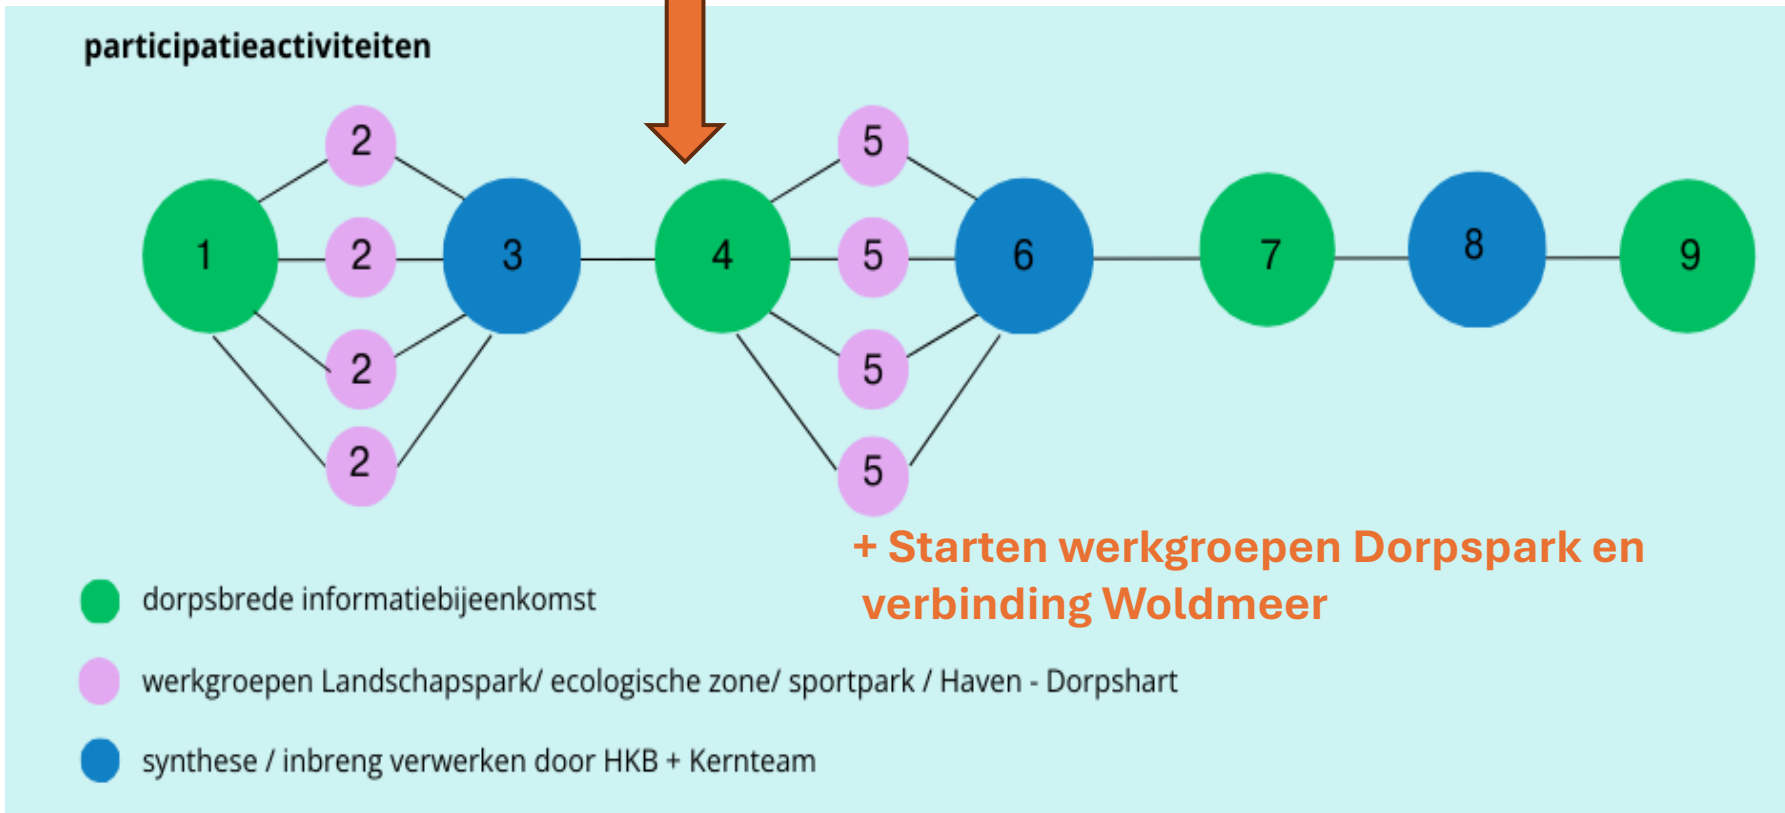 participatieactiviteiten
2
5
2
5
1
3
4
6
7
8
9
2
5
2
5
+ Starten werkgroepen Dorpspark en
verbinding Woldmeer
dorpsbrede informatiebijeenkomst
werkgroepen Landschapspark/ ecologische zone/ sportpark / Haven - Dorpshart
synthese / inbreng verwerken door HKB + Kernteam